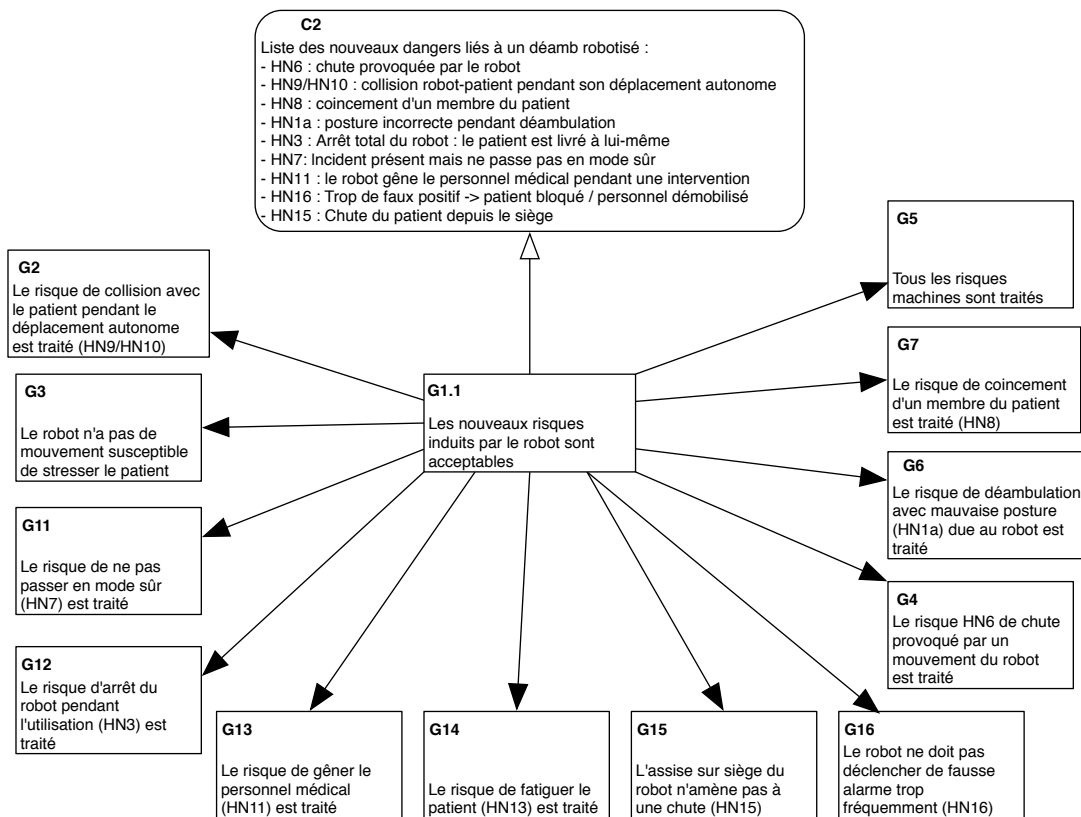 C2
Liste des nouveaux dangers liés à un déamb robotisé :
- HN6 : chute provoquée par le robot
- HN9/HN10 : collision robot-patient pendant son déplacement autonome
- HN8 : coincement d'un membre du patient
- HN1a : posture incorrecte pendant déambulation
- HN3 : Arrêt total du robot : le patient est livré à lui-même
- HN7: Incident présent mais ne passe pas en mode sûr
- HN11 : le robot gêne le personnel médical pendant une intervention
- HN16 : Trop de faux positif -> patient bloqué / personnel démobilisé
- HN15 : Chute du patient depuis le siège
G2
Le risque de collision avec
le patient pendant le
déplacement autonome
est traité (HN9/HN10)
G5
Tous les risques
machines sont traités
G7
Le risque de coincement
d'un membre du patient
est traité (HN8)
G3
Le robot n'a pas de
mouvement susceptible
de stresser le patient
G1.1
Les nouveaux risques
induits par le robot sont
acceptables
G6
Le risque de déambulation
avec mauvaise posture
(HN1a) due au robot est
traité
G11
Le risque de ne pas
passer en mode sûr
(HN7) est traité
G4
Le risque HN6 de chute
provoqué par un
mouvement du robot
est traité
G12
Le risque d'arrêt du
robot pendant
l'utilisation (HN3) est
traité
G13
Le risque de gêner le
personnel médical
(HN11) est traité
G14
Le risque de fatiguer le
patient (HN13) est traité
G15
L'assise sur siège du
robot n'amène pas à
une chute (HN15)
G16
Le robot ne doit pas
déclencher de fausse
alarme trop
fréquemment (HN16)